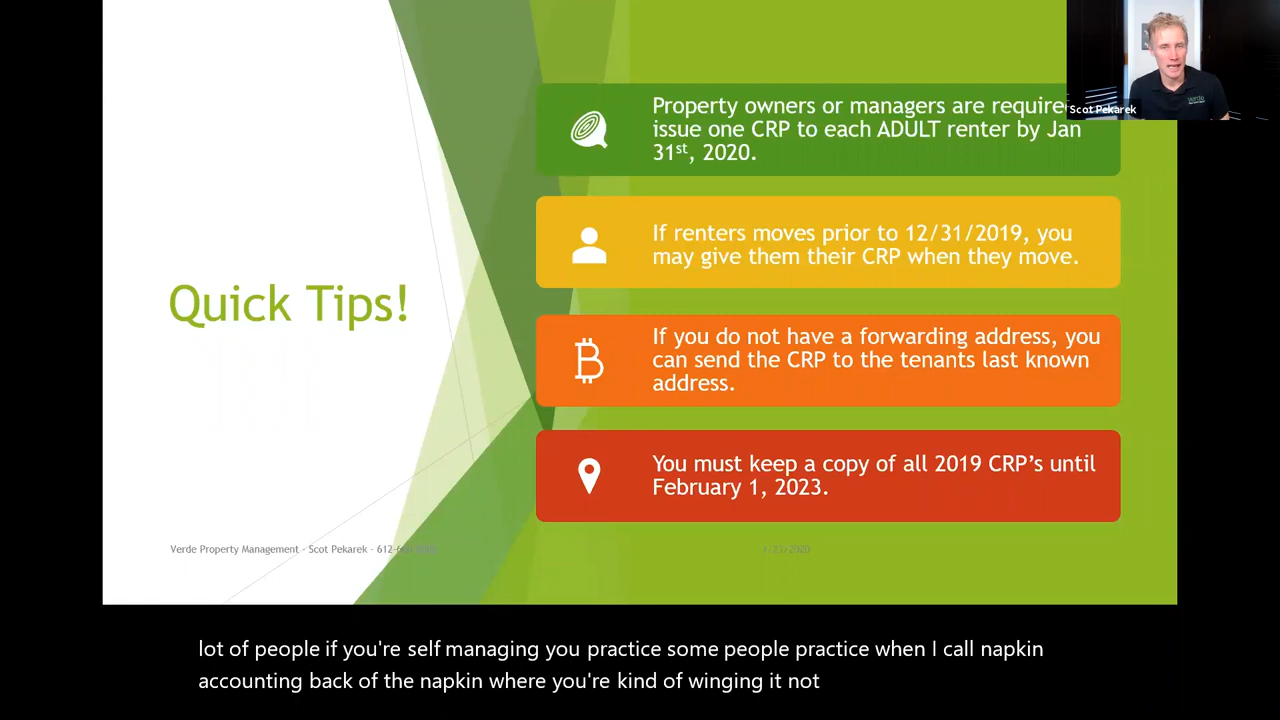 Property owners or managers are require
issue one CRP to each ADULT renter by Jan
31st, 2020.
Scot Pekarek
If renters moves prior to 12/31/2019, you
may give them their CRP when they move.
Quick Tips!
If you do not have a forwarding address, you
can send the CRP to the tenants last known
address.
You must keep a copy of all 2019 CRP's until
February 1, 2023.
Verde Property Management - Scot Pekarek - 612-
lot of people if you're self managing you practice some people practice when I call napkin
accounting back of the napkin where you're kind of winging it not